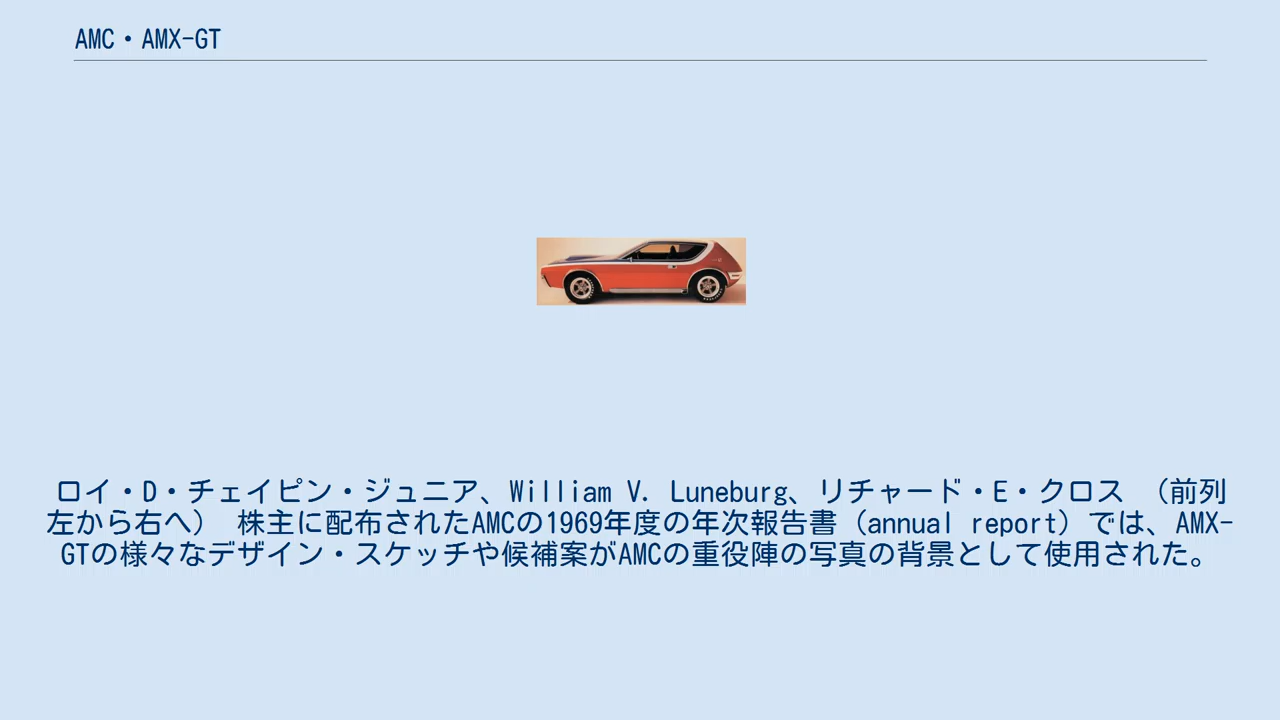 AMC・AMX-GT
ロイ・D・チェイピン・ジュニア、William V. Luneburg、リチャード・E・クロス （前列
左から右へ） 株主に配布されたAMCの1969年度の年次報告書（annual report）では、AMX-
GTの様々なデザイン・スケッチや候補案がAMCの重役陣の写真の背景として使用された。